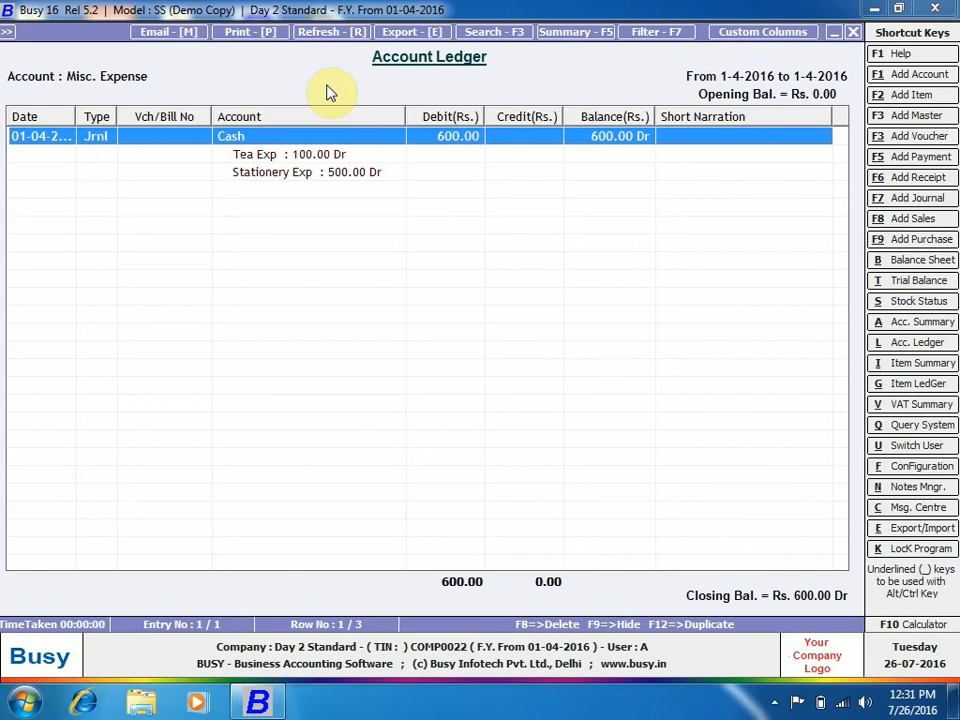 Busy 16 Rel 5.2 | Model : SS (Demo Copy) | Day 2 Standard - F.Y. From 01-04-2016
>> Email - [M] Print - [P] Refresh - [R] Export - [E] Search - F3 Summary - F5 Filter - F7 Custom Columns
Account Ledger
Account : Misc. Expense
From 1-4-2016 to 1-4-2016
Opening Bal. = Rs. 0.00
Date Type Vch/Bill No Account Debit(Rs.) Credit(Rs.) Balance(Rs.) Short Narration
01-04-2... Jrnl Cash 600.00 600.00 Dr
Tea Exp : 100.00 Dr
Stationery Exp : 500.00 Dr
600.00 0.00
Closing Bal. = Rs. 600.00 Dr
TimeTaken 00:00:00 Entry No : 1 / 1 Row No : 1 / 3 F8=>Delete F9=>Hide F12=>Duplicate
Busy
Company : Day 2 Standard - ( TIN : ) COMP0022 ( F.Y. From 01-04-2016 ) - User : A
BUSY - Business Accounting Software ; (c) Busy Infotech Pvt. Ltd., Delhi ; www.busy.in
Your
Company
Logo
Shortcut Keys
F1 Help
F1 Add Account
F2 Add Item
F3 Add Master
F3 Add Voucher
F5 Add Payment
F6 Add Receipt
F7 Add Journal
F8 Add Sales
F9 Add Purchase
B Balance Sheet
T Trial Balance
S Stock Status
A Acc. Summary
L Acc. Ledger
I Item Summary
G Item LedGer
V VAT Summary
Q Query System
U Switch User
F ConFiguration
N Notes Mngr.
C Msg. Centre
E Export/Import
K LocK Program
Underlined (_) keys
to be used with
Alt/Ctrl Key
F10 Calculator
Tuesday
26-07-2016
12:31 PM
7/26/2016